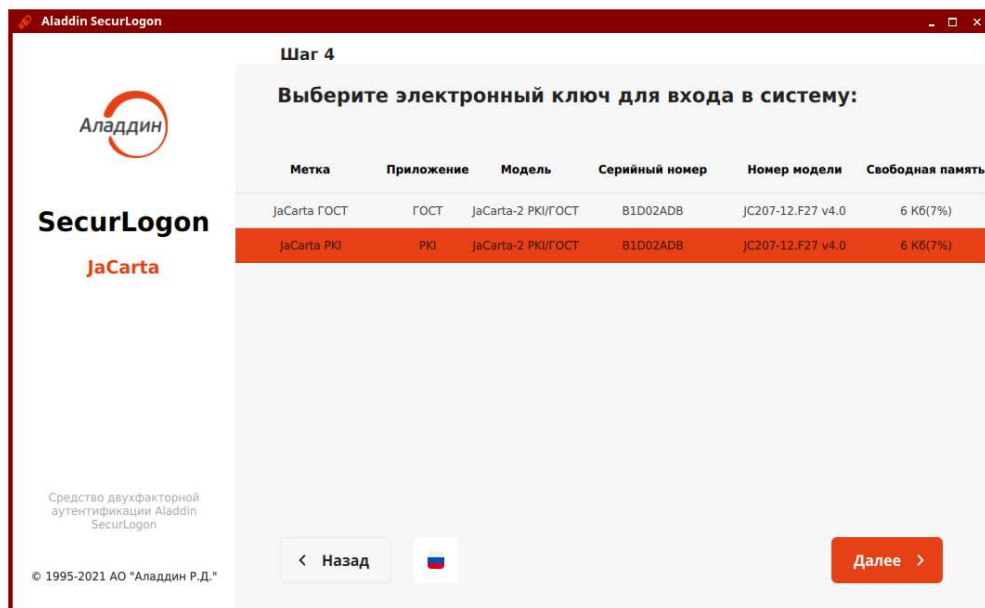 Aladdin SecurLogon
Шаг 4
Выберите электронный ключ для входа в систему:
Аладдин
Метка Приложение Модель Серийный номер Номер модели Свободная память
JaCarta ГОСТ ГОСТ JaCarta-2 PKI/ГОСТ B1D02ADB JC207-12.F27 v4.0 6 Кб(7%)
JaCarta PKI PKI JaCarta-2 PKI/ГОСТ B1D02ADB JC207-12.F27 v4.0 6 Кб(7%)
SecurLogon
JaCarta
Средство двухфакторной
аутентификации Aladdin
SecurLogon
© 1995-2021 АО "Аладдин Р.Д."
Назад
Далее